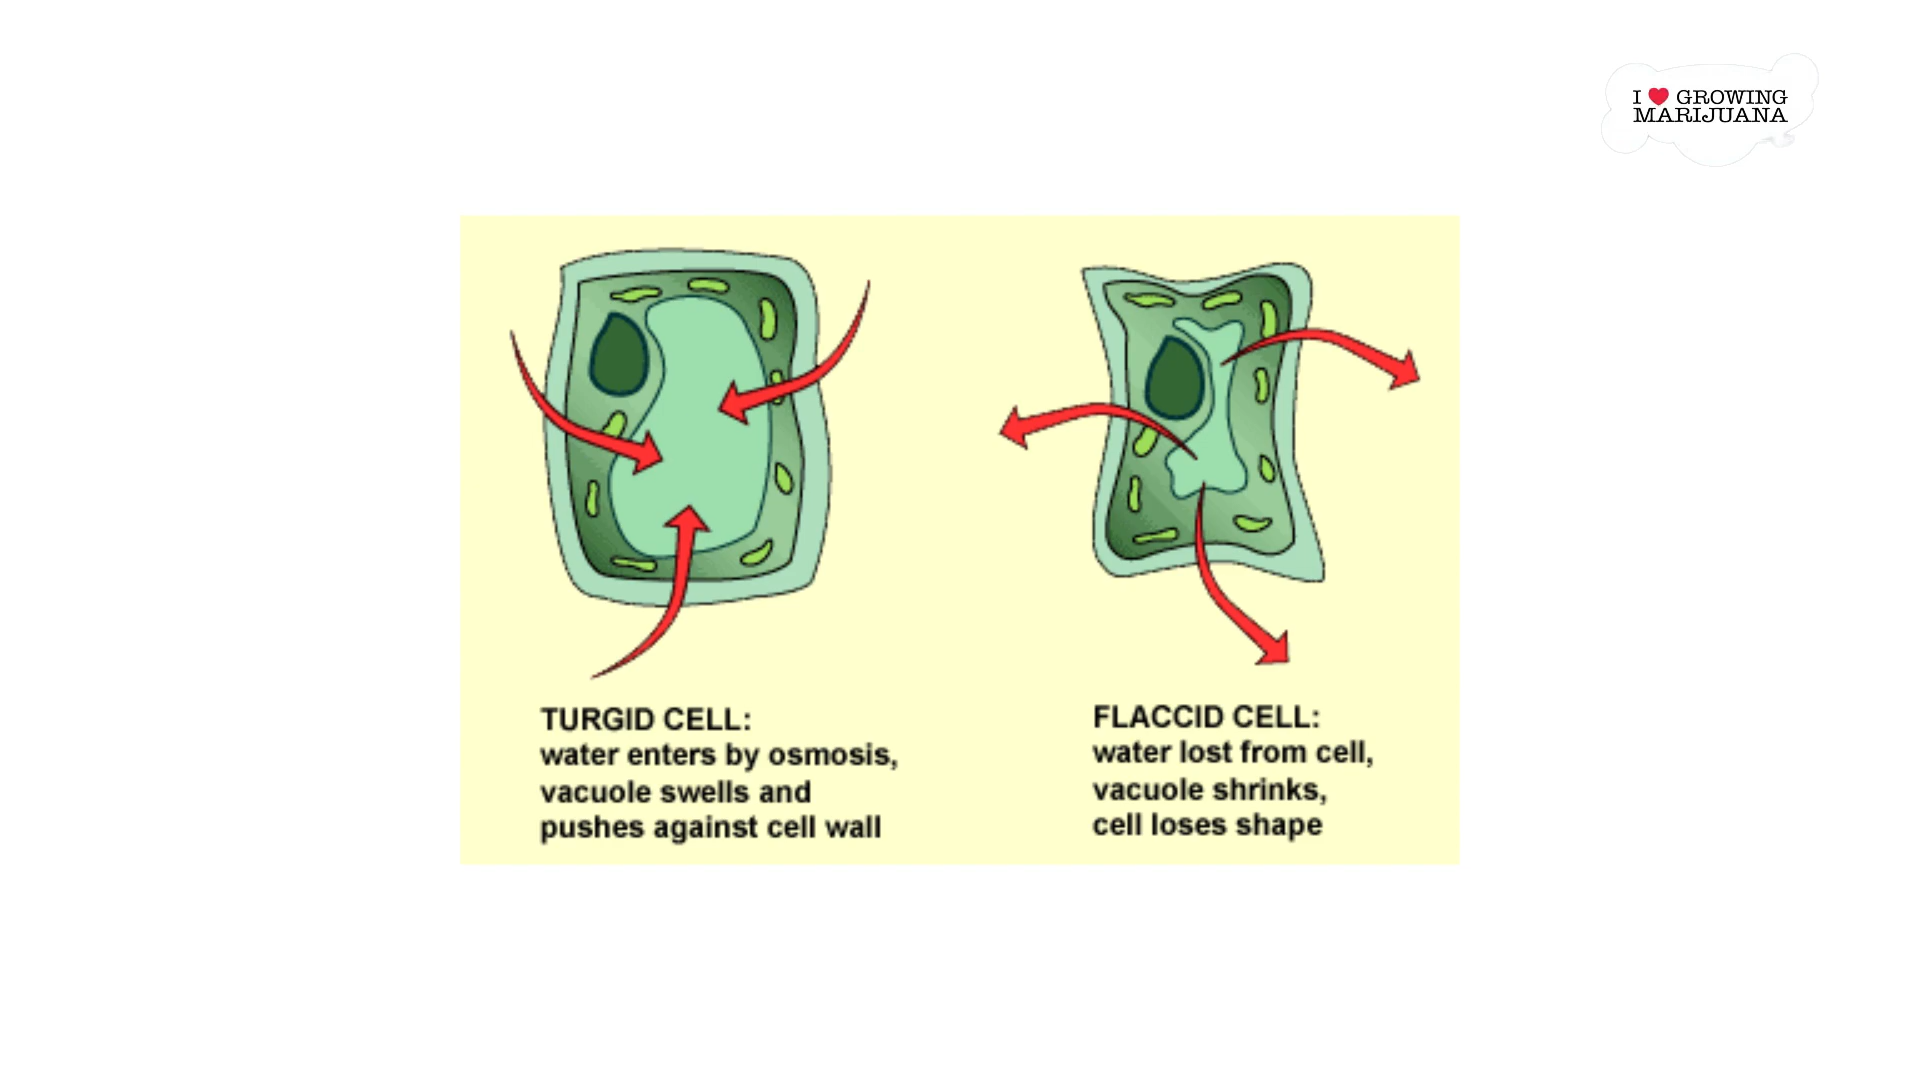 I ❤ GROWING
MARIJUANA
TURGID CELL:
water enters by osmosis,
vacuole swells and
pushes against cell wall
FLACCID CELL:
water lost from cell,
vacuole shrinks,
cell loses shape